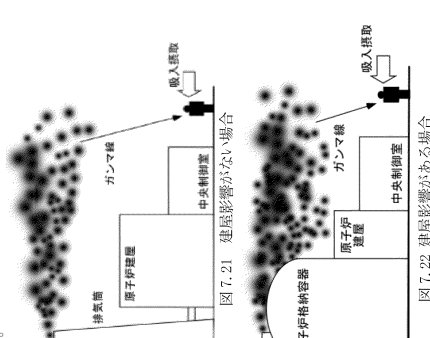 。
吸入摂取
ガンマ線
中央制御室
原子炉建屋
排気筒
図 7.21 建屋影響がない場合
吸入摂取
ガンマ線
中央制御室
原子炉
建屋
子炉格納容器
図 7.22 建屋影響がある場合